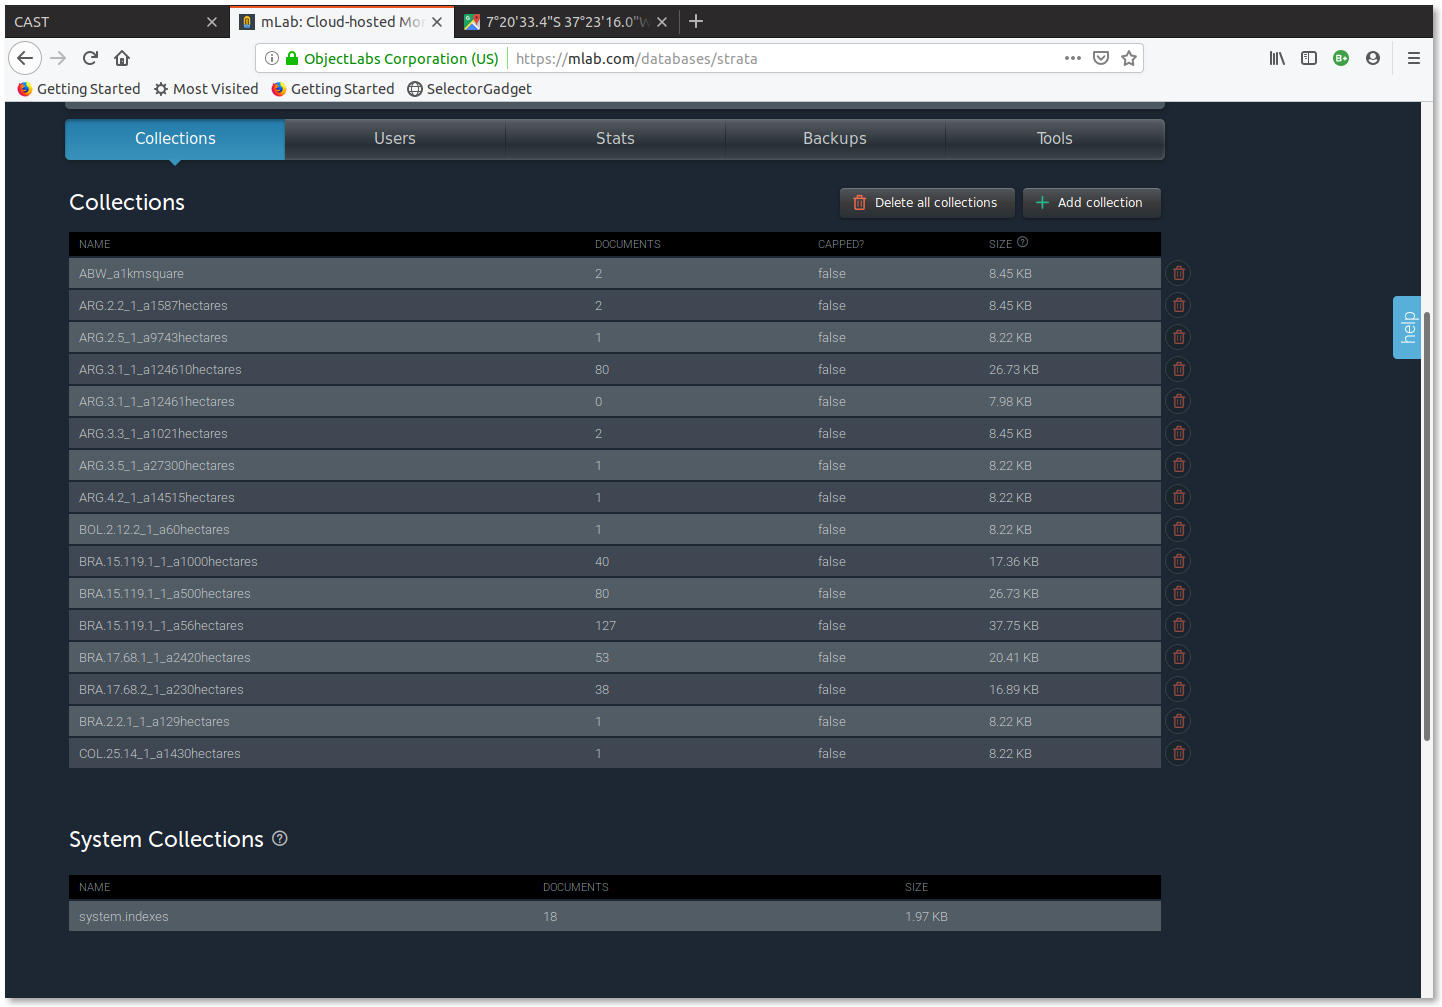 CAST
mLab: Cloud-hosted Mon
7°20'33.4"S 37°23'16.0"W
ObjectLabs Corporation (US) https://mlab.com/databases/strata
Getting Started Most Visited Getting Started SelectorGadget
Collections Users Stats Backups Tools
Collections
Delete all collections Add collection
NAME DOCUMENTS CAPPED? SIZE
ABW_a1kmsquare 2 false 8.45 KB
ARG.2.2_1_a1587hectares 2 false 8.45 KB
ARG.2.5_1_a9743hectares 1 false 8.22 KB
ARG.3.1_1_a124610hectares 80 false 26.73 KB
ARG.3.1_1_a12461hectares 0 false 7.98 KB
ARG.3.3_1_a1021hectares 2 false 8.45 KB
ARG.3.5_1_a27300hectares 1 false 8.22 KB
ARG.4.2_1_a14515hectares 1 false 8.22 KB
BOL.2.12.2_1_a60hectares 1 false 8.22 KB
BRA.15.119.1_1_a1000hectares 40 false 17.36 KB
BRA.15.119.1_1_a500hectares 80 false 26.73 KB
BRA.15.119.1_1_a56hectares 127 false 37.75 KB
BRA.17.68.1_1_a2420hectares 53 false 20.41 KB
BRA.17.68.2_1_a230hectares 38 false 16.89 KB
BRA.2.2.1_1_a129hectares 1 false 8.22 KB
COL.25.14_1_a1430hectares 1 false 8.22 KB
help
System Collections
NAME DOCUMENTS SIZE
system.indexes 18 1.97 KB